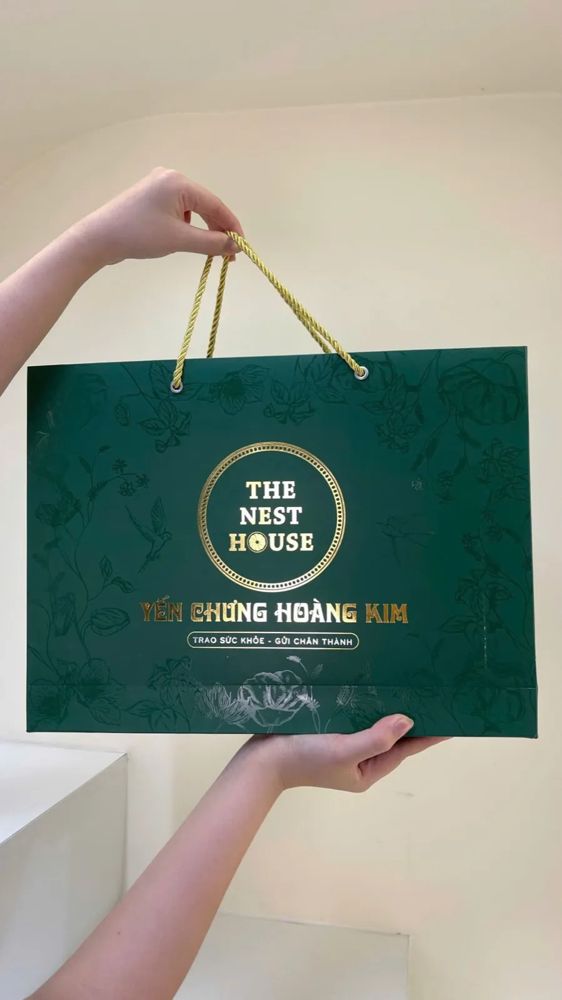 THE
NEST
HOUSE
YẾN CHƯNG HOÀNG KIM
TRAO SỨC KHỎE - GỬI CHÂN THÀNH